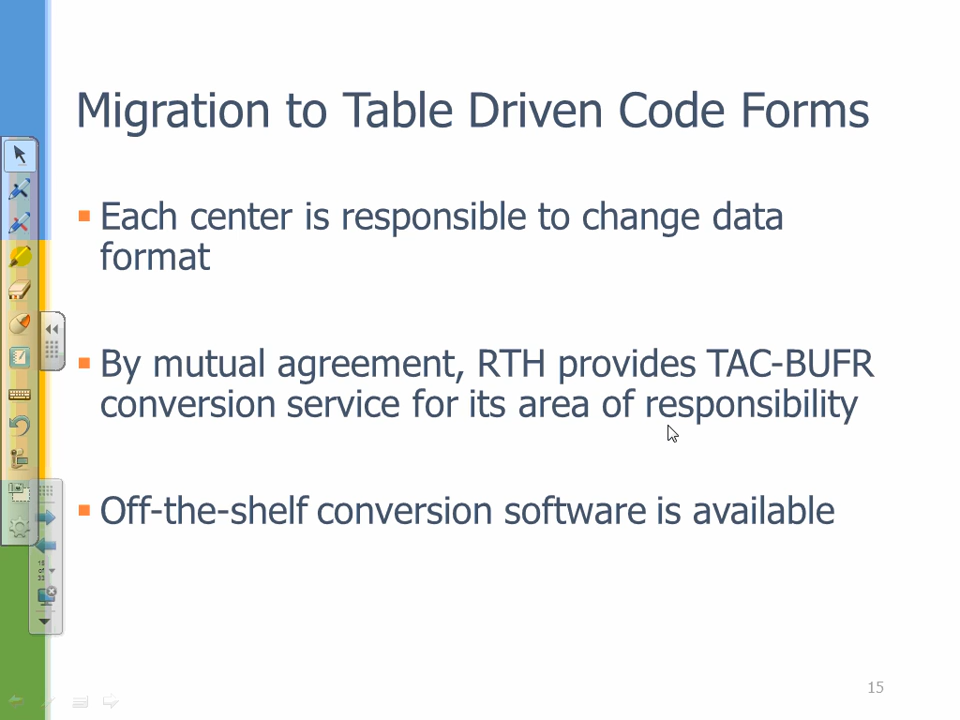 Migration to Table Driven Code Forms
Each center is responsible to change data
format
By mutual agreement, RTH provides TAC-BUFR
conversion service for its area of responsibility
Off-the-shelf conversion software is available
15